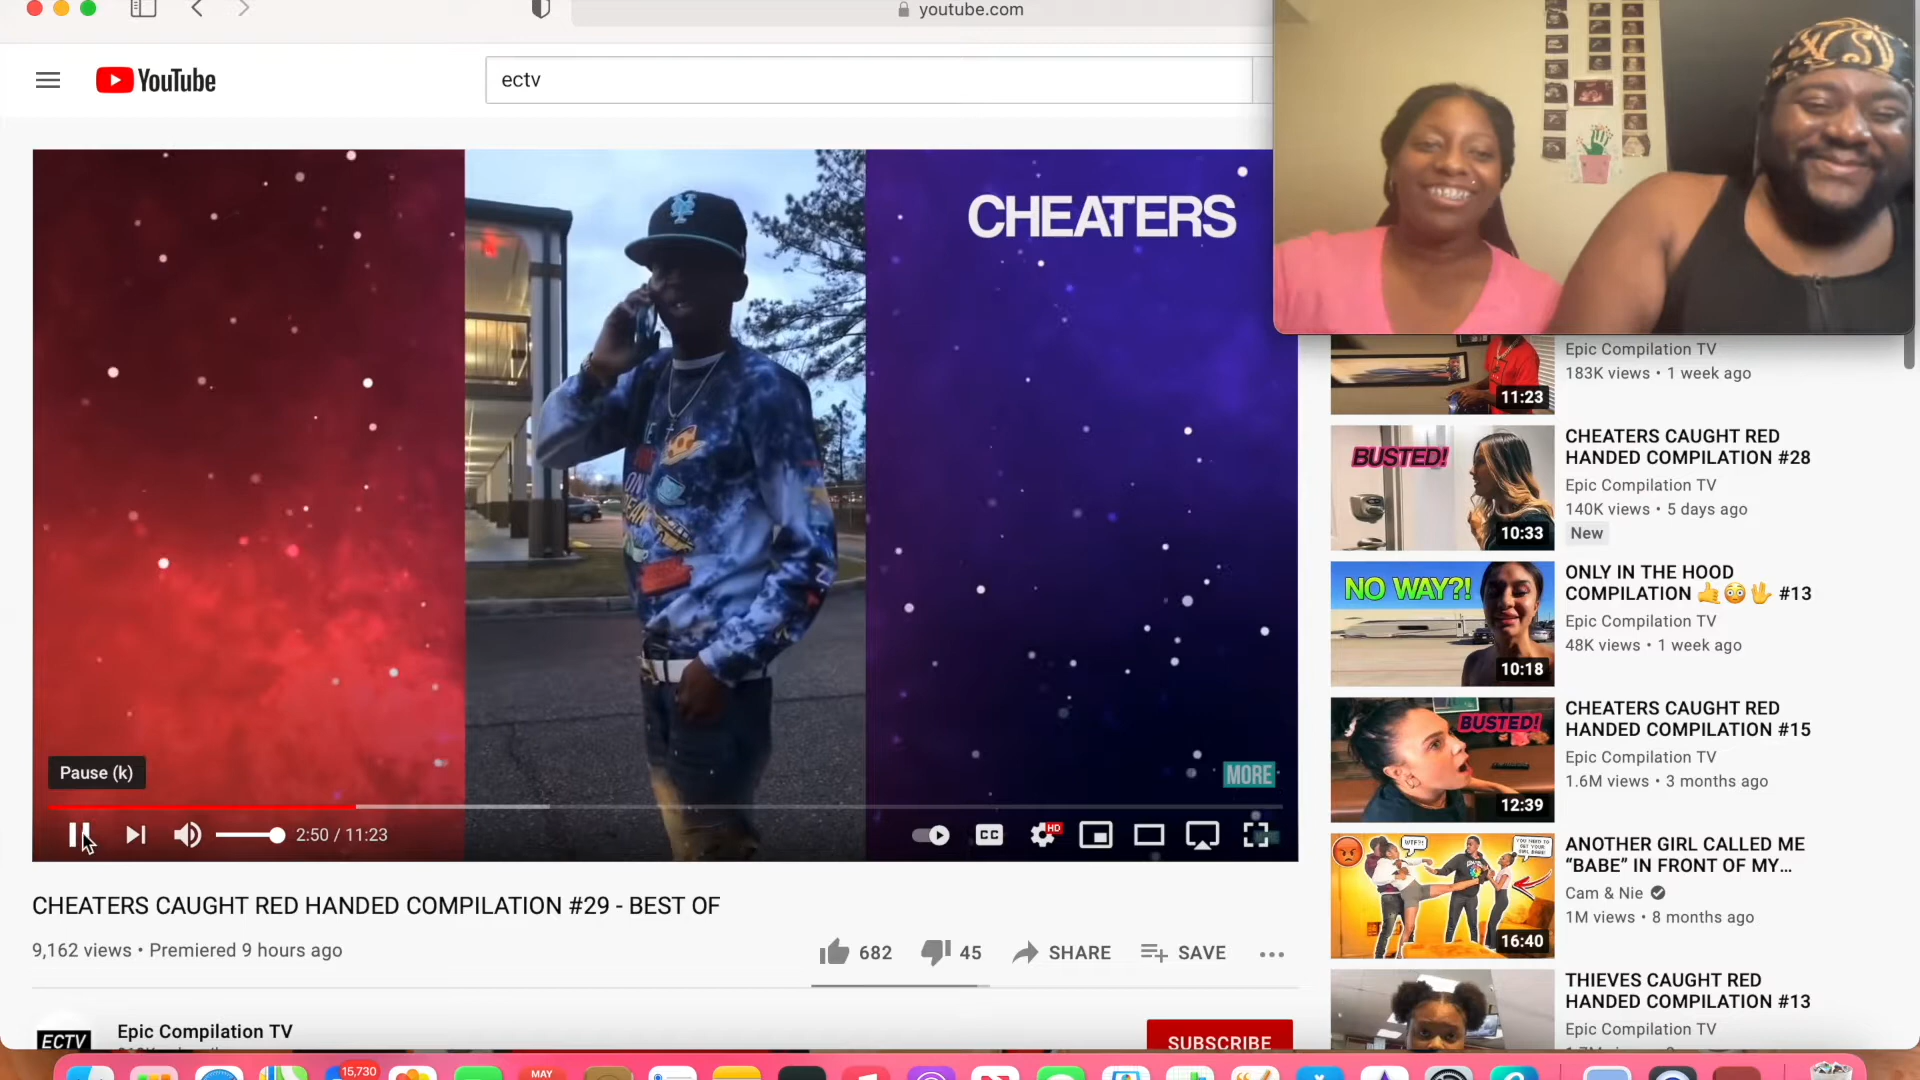 youtube.com
YouTube
ectv
CHEATERS
MORE
Pause (k)
2:50 / 11:23
CC
HD
CHEATERS CAUGHT RED HANDED COMPILATION #29 - BEST OF
9,162 views • Premiered 9 hours ago
682
45
SHARE
SAVE
ECTV
Epic Compilation TV
SUBSCRIBE
Epic Compilation TV
183K views • 1 week ago
11:23
BUSTED!
10:33
CHEATERS CAUGHT RED
HANDED COMPILATION #28
Epic Compilation TV
140K views • 5 days ago
New
NO WAY?!
10:18
ONLY IN THE HOOD
COMPILATION 🤙😳🖖 #13
Epic Compilation TV
48K views • 1 week ago
BUSTED!
12:39
CHEATERS CAUGHT RED
HANDED COMPILATION #15
Epic Compilation TV
1.6M views • 3 months ago
WTF?!
16:40
ANOTHER GIRL CALLED ME
“BABE” IN FRONT OF MY...
Cam & Nie
1M views • 8 months ago
THIEVES CAUGHT RED
HANDED COMPILATION #13
Epic Compilation TV
15,730
MAY